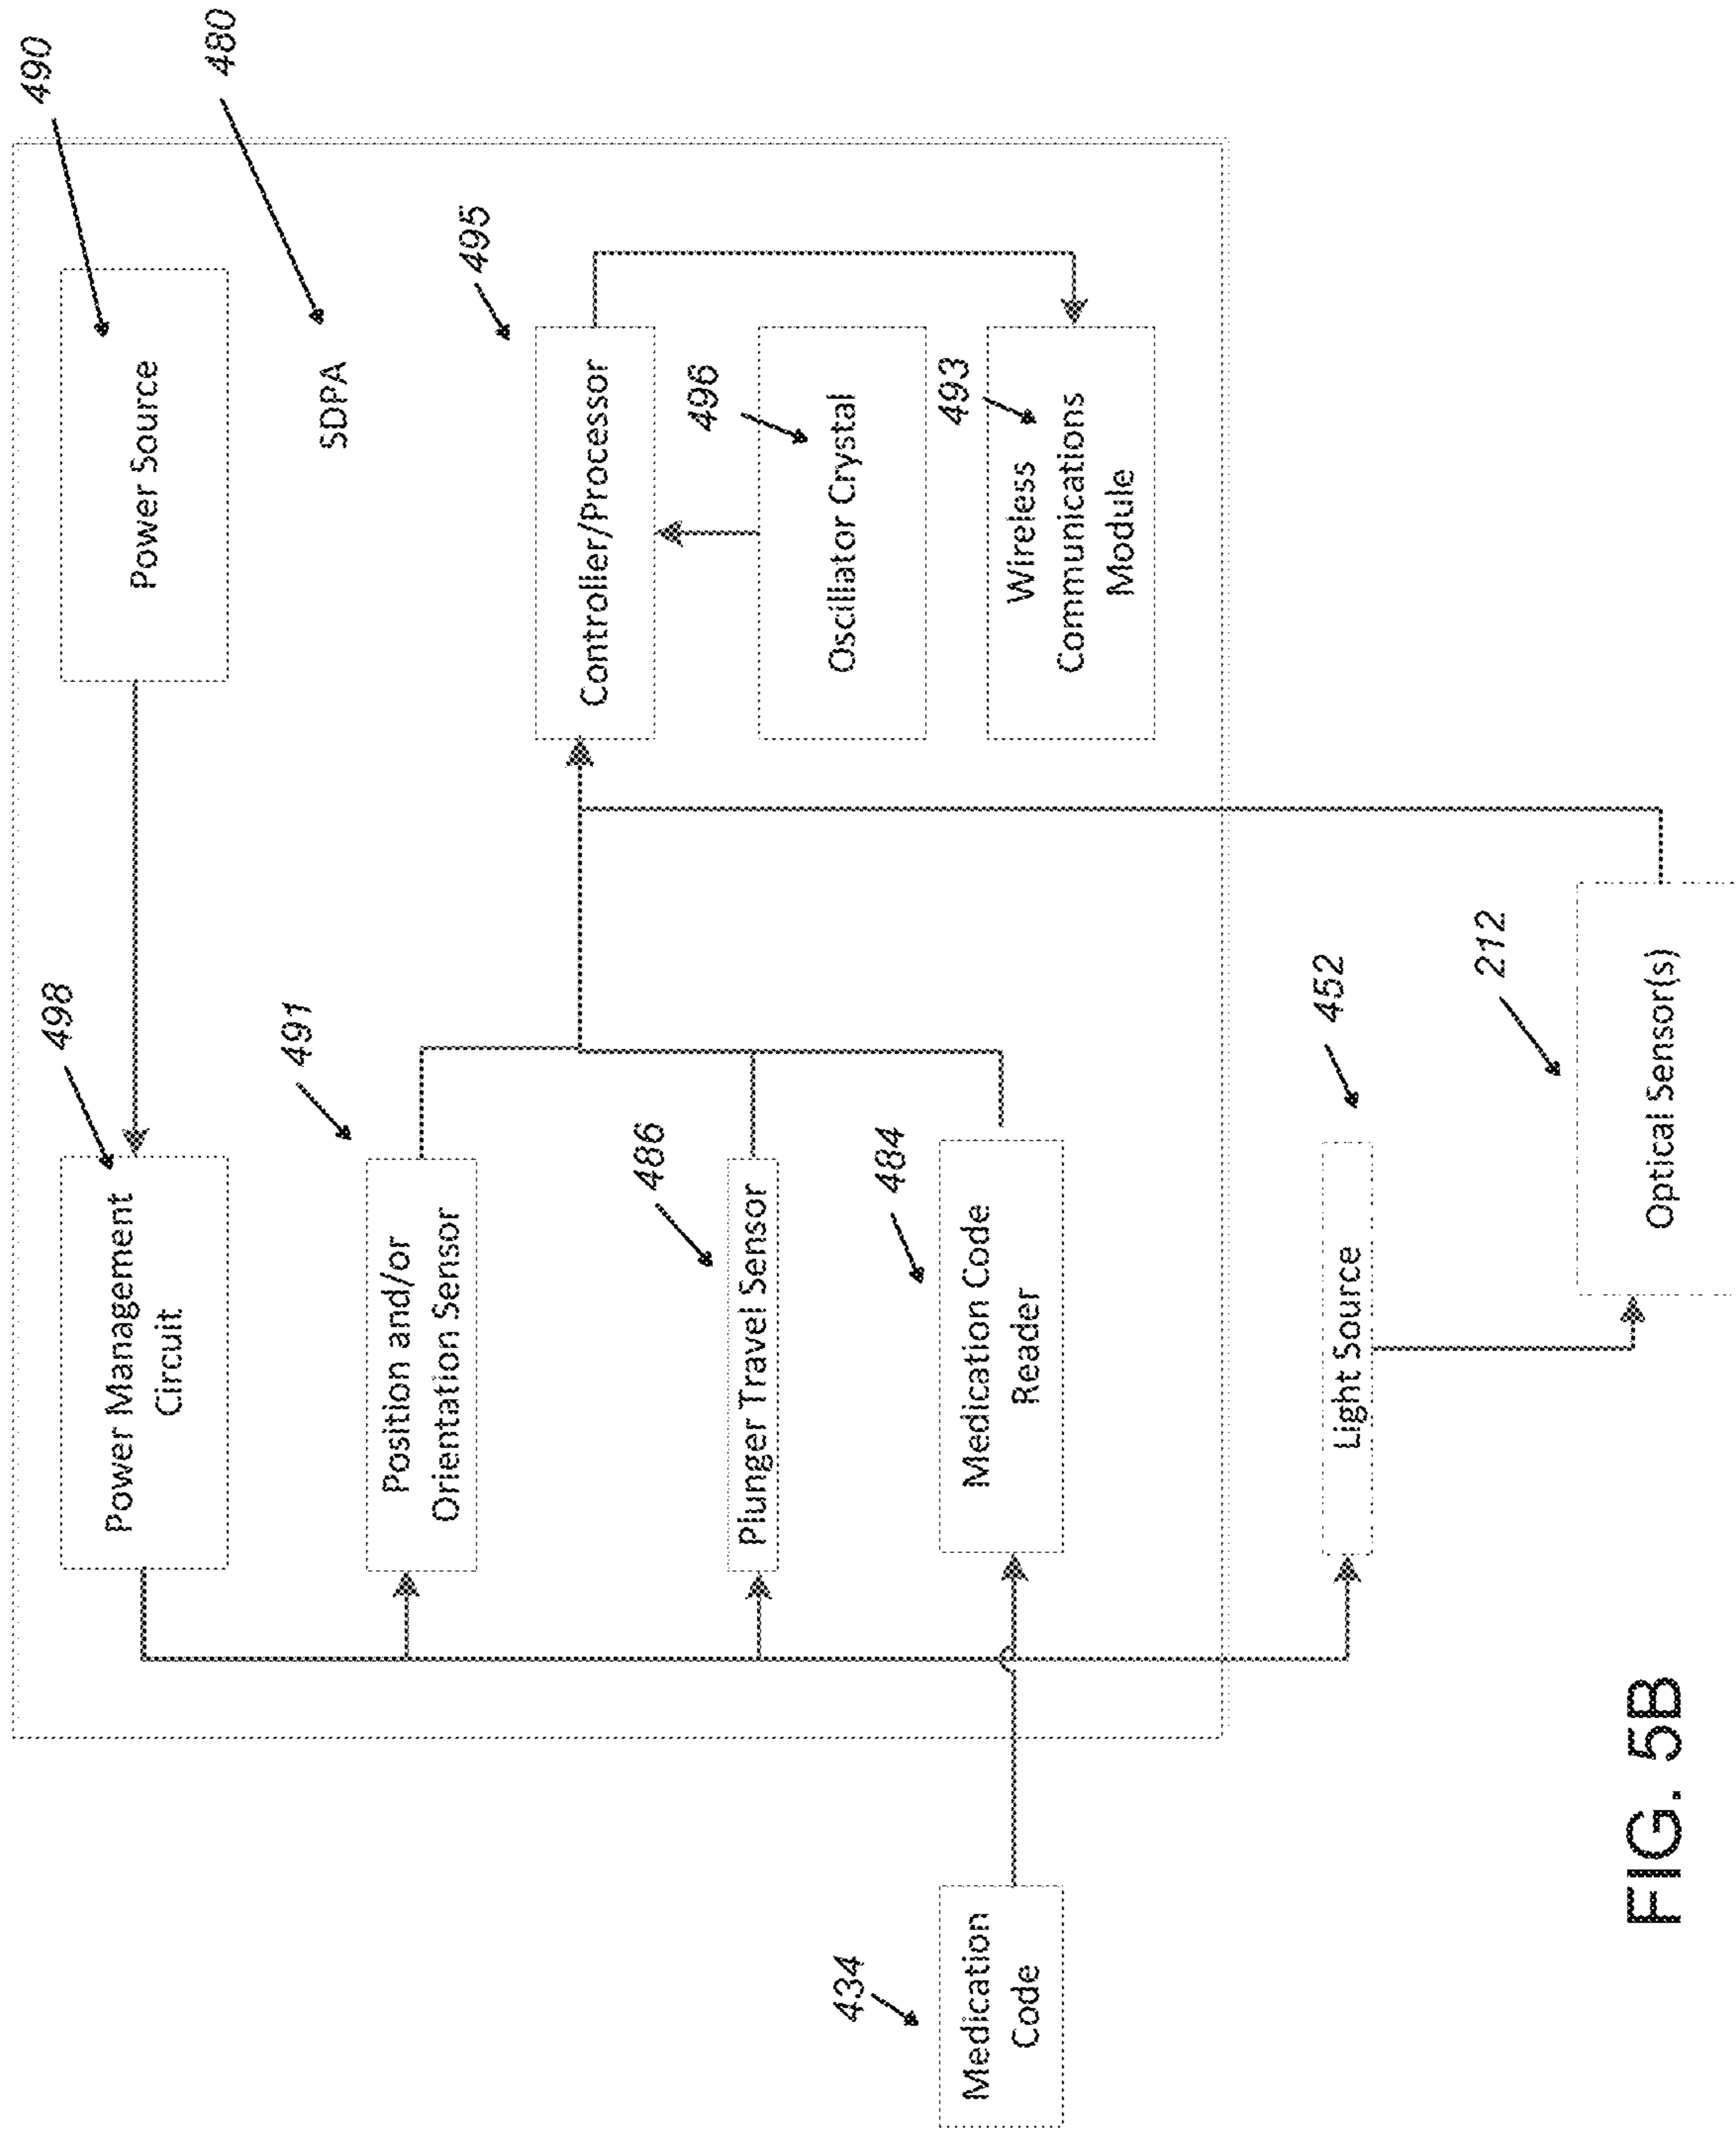 490
480
Power Source
SDPA
498
Power Management
Circuit
491
Position and/or
Orientation Sensor
495
Controller/Processor
496
Oscillator Crystal
486
Plunger Travel Sensor
493
Wireless
Communications
Module
484
Medication Code
Reader
434
Medication
Code
452
Light Source
212
Optical Sensor(s)
FIG. 5B